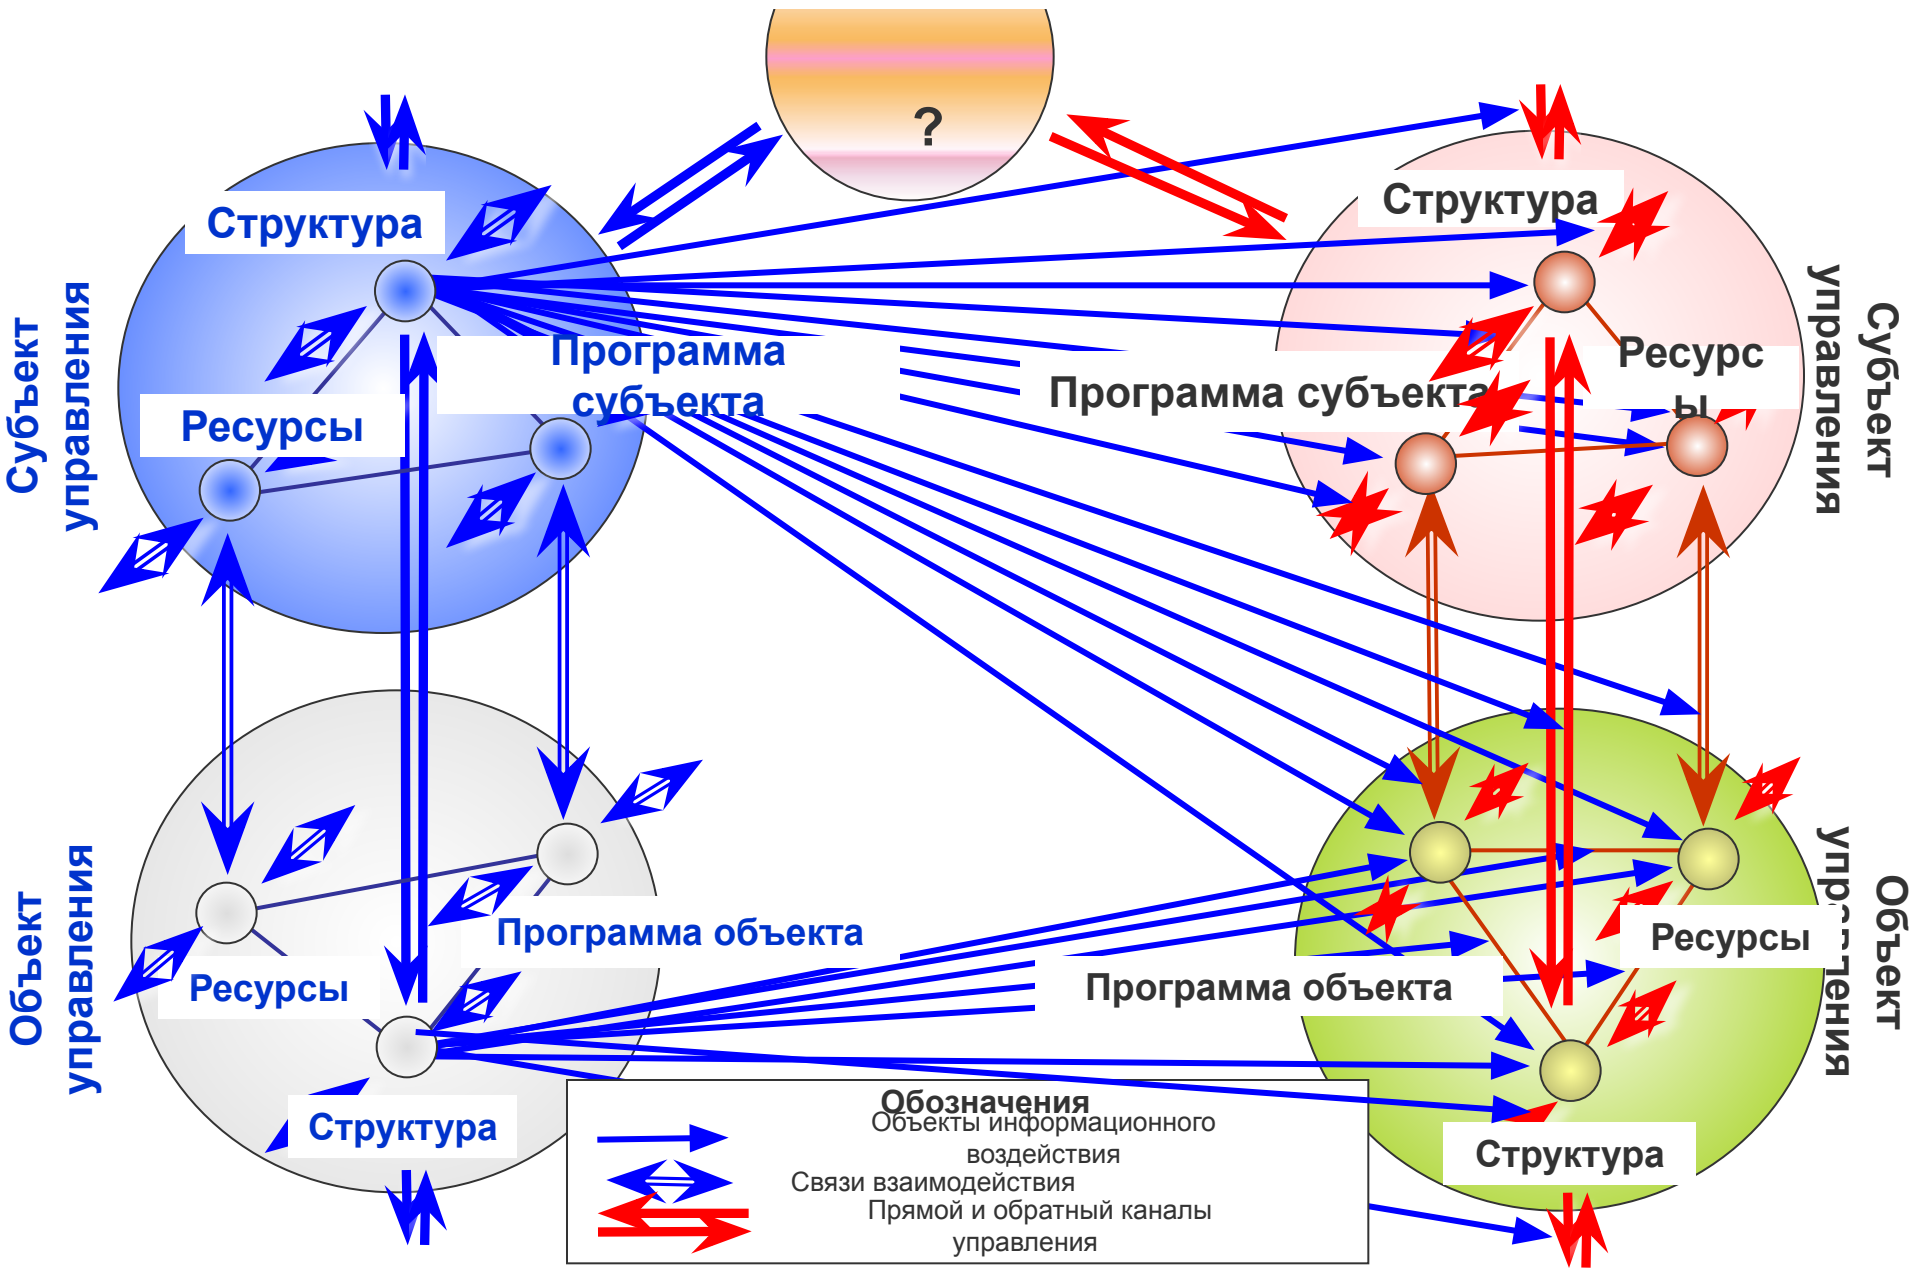 ?
Структура
Структура
Субъект
управления
Программа
субъекта
Ресурсы
Программа субъекта
Ресурс
ы
Субъект
управления
Объект
управления
Программа объекта
Ресурсы
Структура
Программа объекта
Ресурсы
Структура
Объект
управления
Обозначения
Объекты информационного
воздействия
Связи взаимодействия
Прямой и обратный каналы
управления